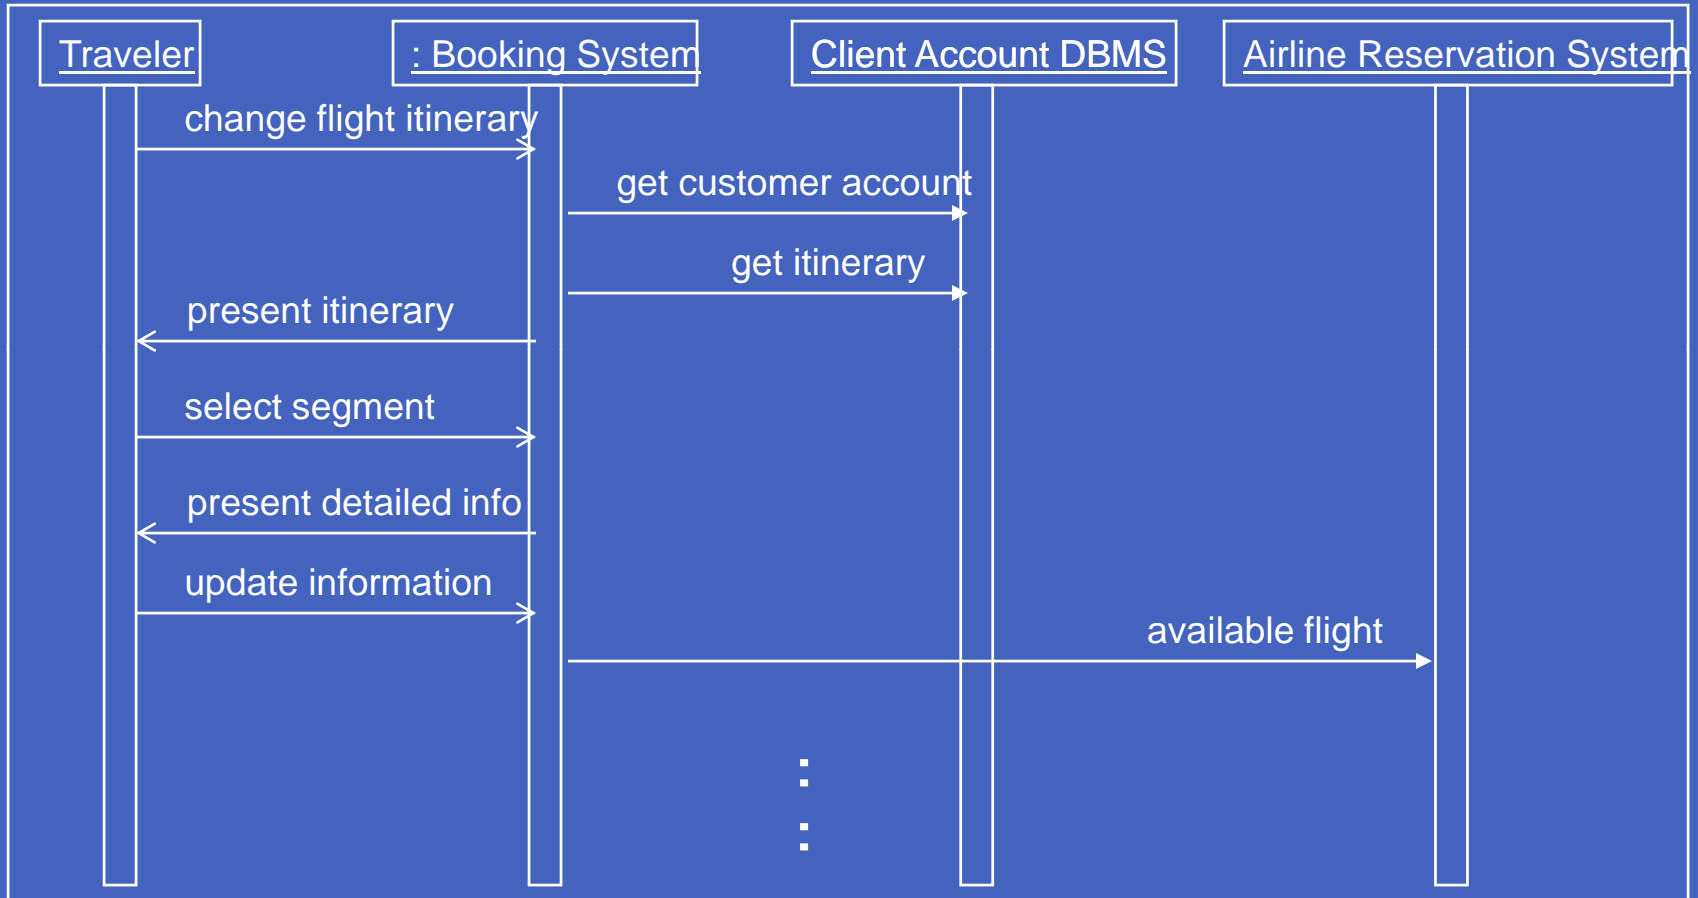 Traveler
: Booking System
Client Account DBMS
Airline Reservation System
change flight itinerary
get customer account
get itinerary
present itinerary
select segment
present detailed info
update information
available flight
:
: